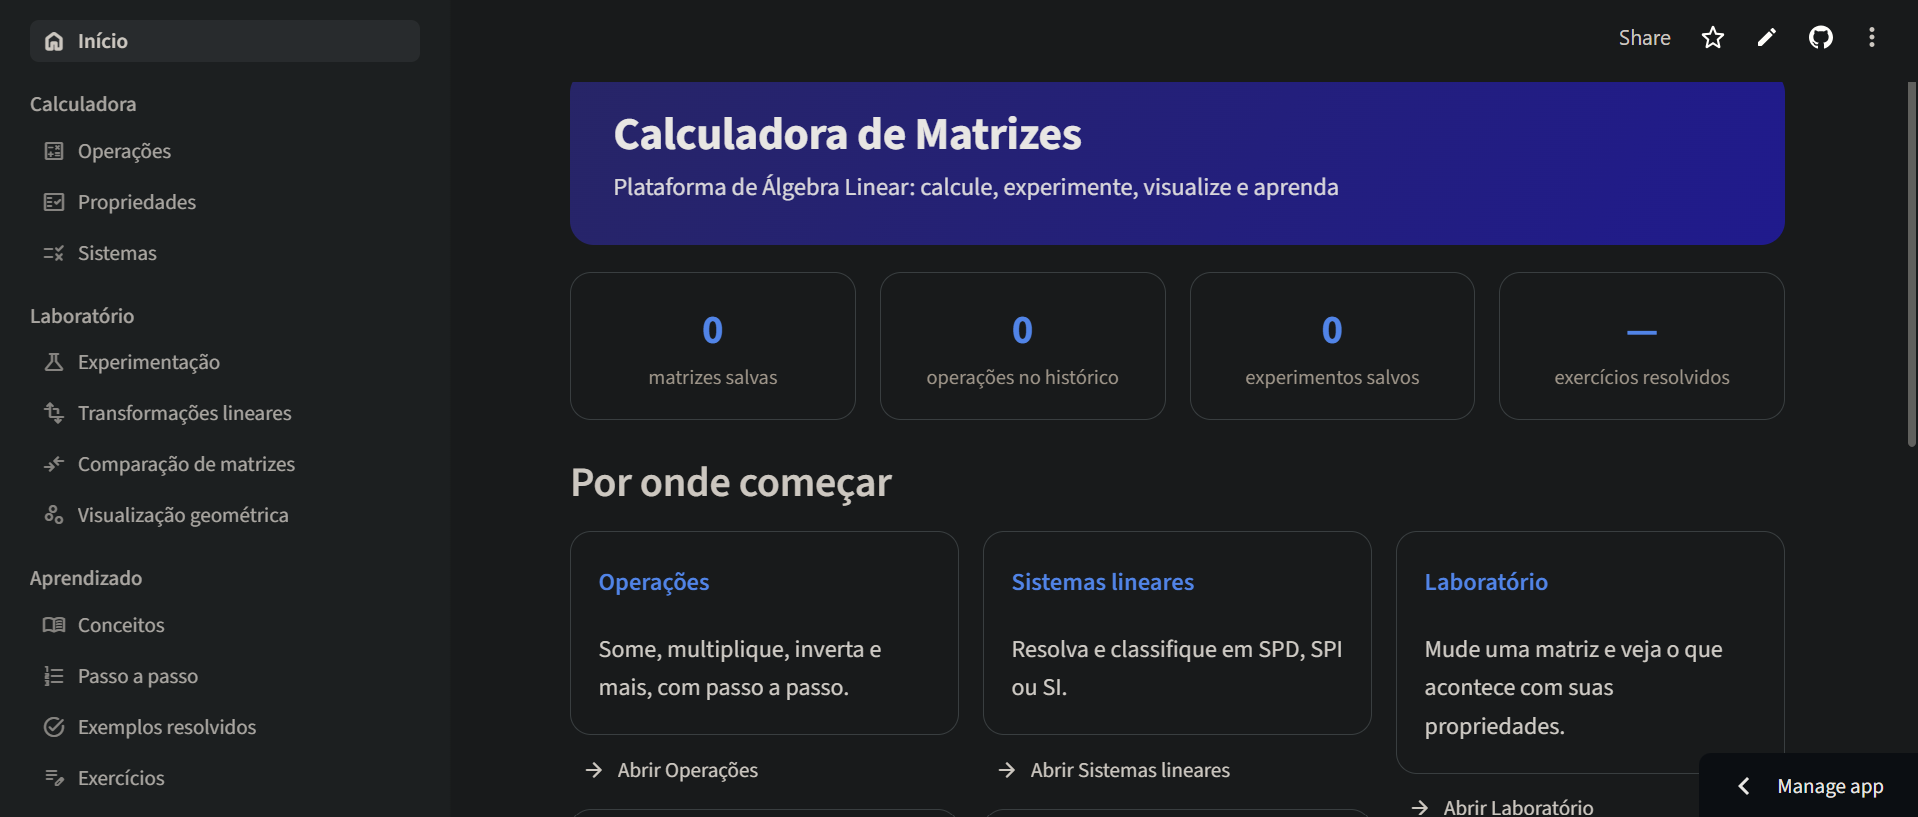 Início
Calculadora
Operações
Propriedades
Sistemas
Laboratório
Experimentação
Transformações lineares
Comparação de matrizes
Visualização geométrica
Aprendizado
Conceitos
Passo a passo
Exemplos resolvidos
Exercícios
Share
Calculadora de Matrizes
Plataforma de Álgebra Linear: calcule, experimente, visualize e aprenda
0
matrizes salvas
0
operações no histórico
0
experimentos salvos
—
exercícios resolvidos
Por onde começar
Operações
Some, multiplique, inverta e
mais, com passo a passo.
Abrir Operações
Sistemas lineares
Resolva e classifique em SPD, SPI
ou SI.
Abrir Sistemas lineares
Laboratório
Mude uma matriz e veja o que
acontece com suas
propriedades.
Abrir Laboratório
Manage app